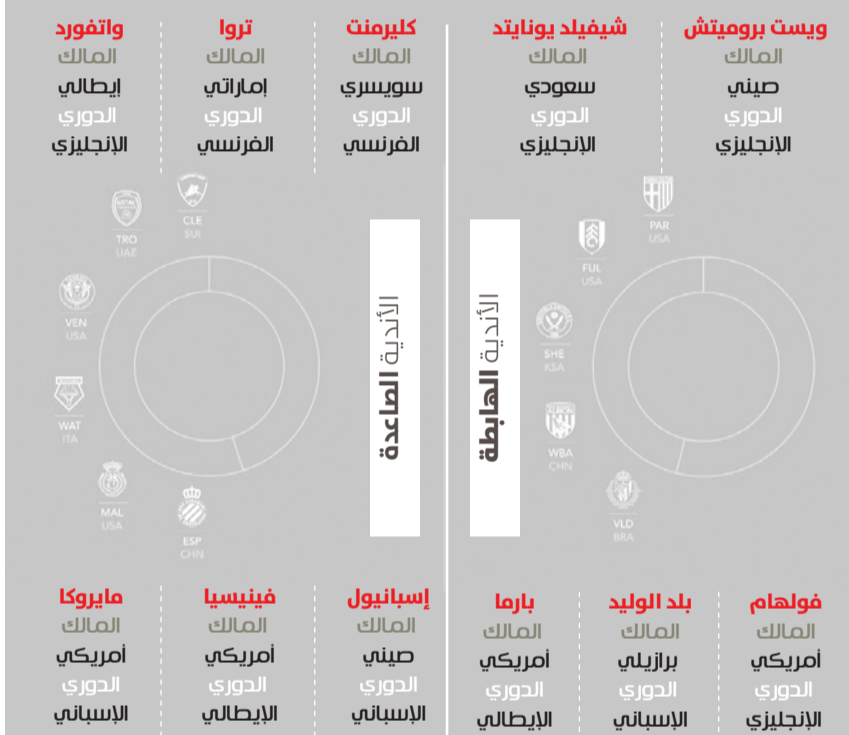 ويست بروميتش
المالك
صيني
الدوري
الإنجليزي
شيفيلد يونايتد
المالك
سعودي
الدوري
الإنجليزي
كليرمنت
المالك
سويسري
الدوري
الفرنسي
تروا
المالك
إماراتي
الدوري
الفرنسي
واتفورد
المالك
إيطالي
الدوري
الإنجليزي
الأندية الهابطة
PAR
USA
FUL
USA
SHE
KSA
WBA
CHN
VLD
BRA
الأندية الصاعدة
CLE
SUI
TRO
UAE
VEN
USA
WAT
ITA
MAL
USA
ESP
CHN
فولهام
المالك
أمريكي
الدوري
الإنجليزي
بلد الوليد
المالك
برازيلي
الدوري
الإسباني
بارما
المالك
أمريكي
الدوري
الإيطالي
إسبانيول
المالك
صيني
الدوري
الإسباني
فينيسيا
المالك
أمريكي
الدوري
الإيطالي
مايروكا
المالك
أمريكي
الدوري
الإسباني